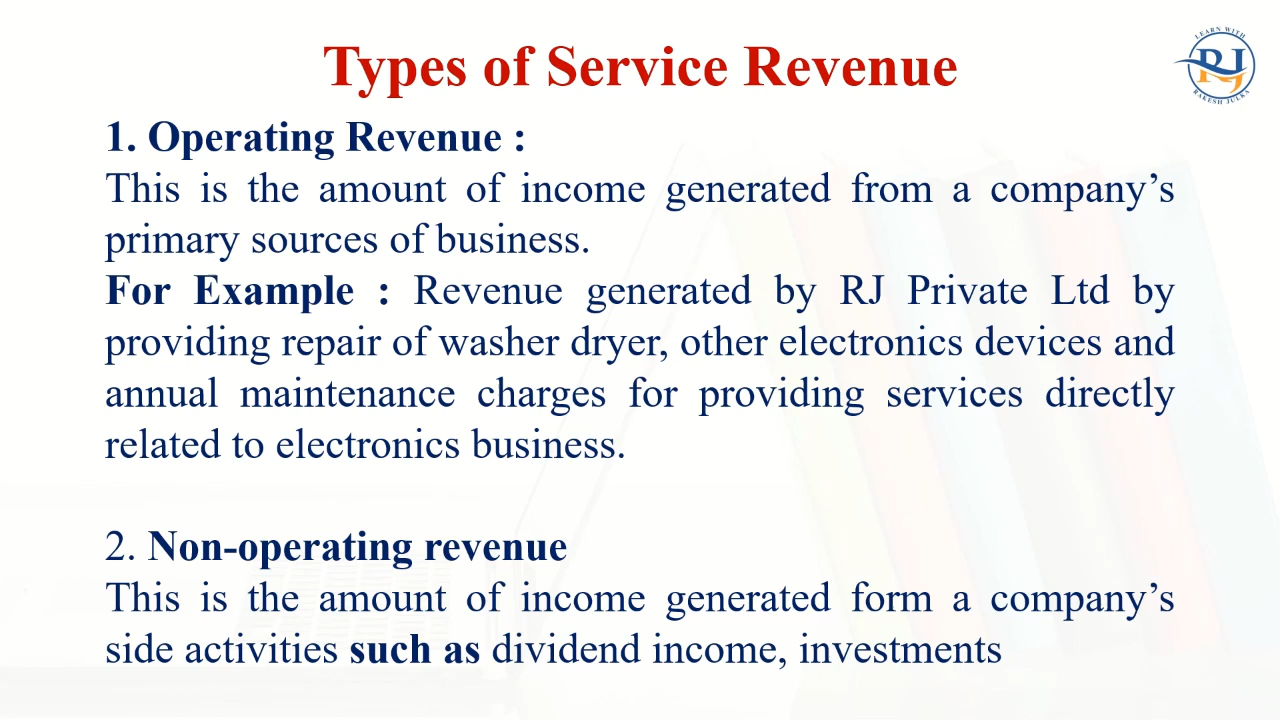 Types of Service Revenue
LEARN WITH
RJ
RAKESH JULKA
1. Operating Revenue :
This is the amount of income generated from a company’s
primary sources of business.
For Example : Revenue generated by RJ Private Ltd by
providing repair of washer dryer, other electronics devices and
annual maintenance charges for providing services directly
related to electronics business.
2. Non-operating revenue
This is the amount of income generated form a company’s
side activities such as dividend income, investments